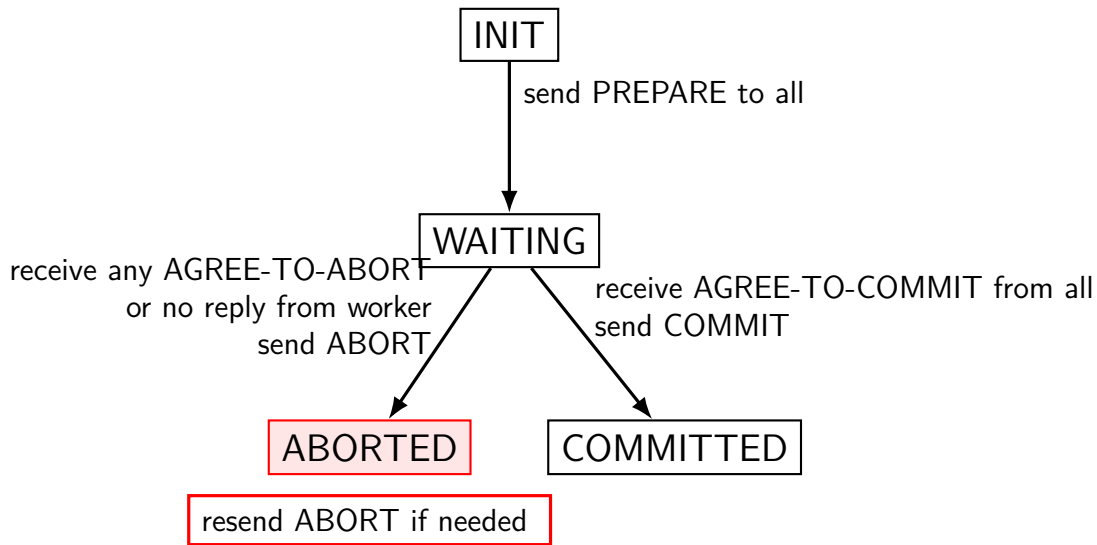 INIT
send PREPARE to all
WAITING
receive any AGREE-TO-ABORT
or no reply from worker
send ABORT
receive AGREE-TO-COMMIT from all
send COMMIT
ABORTED
COMMITTED
resend ABORT if needed